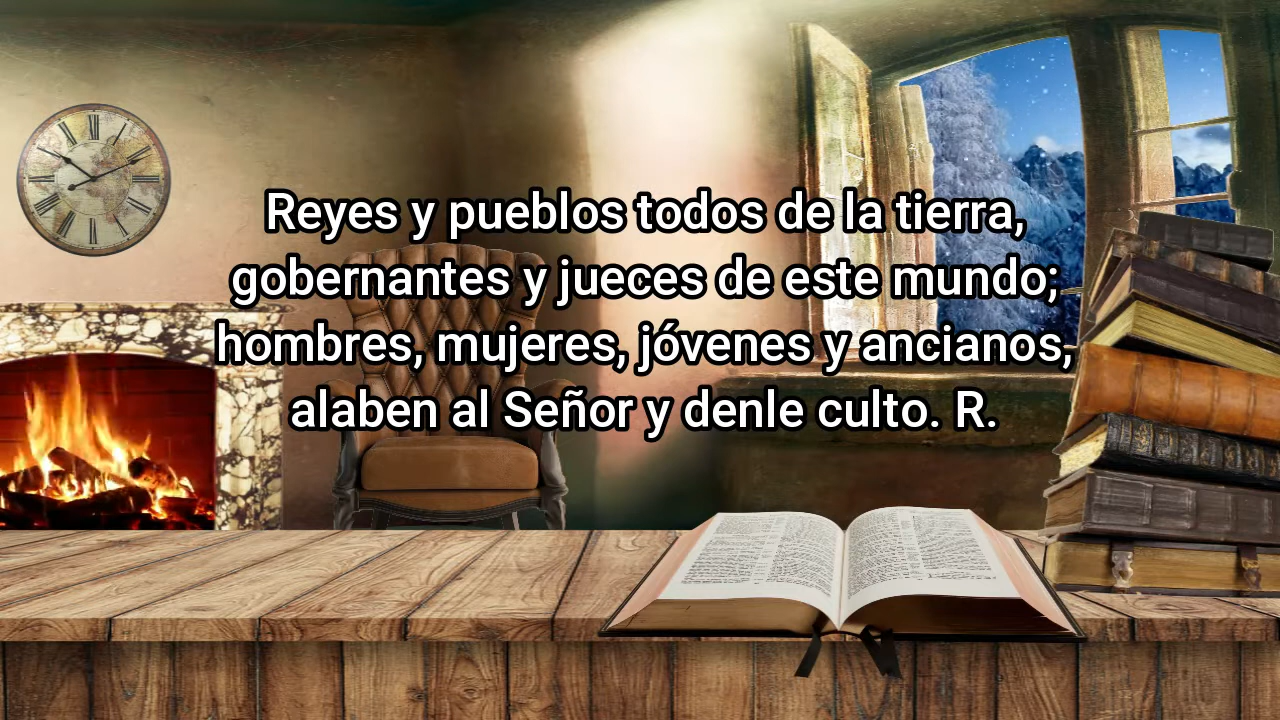 Reyes y pueblos todos de la tierra,
gobernantes y jueces de este mundo;
hombres, mujeres, jóvenes y ancianos,
alaben al Señor y denle culto. R.